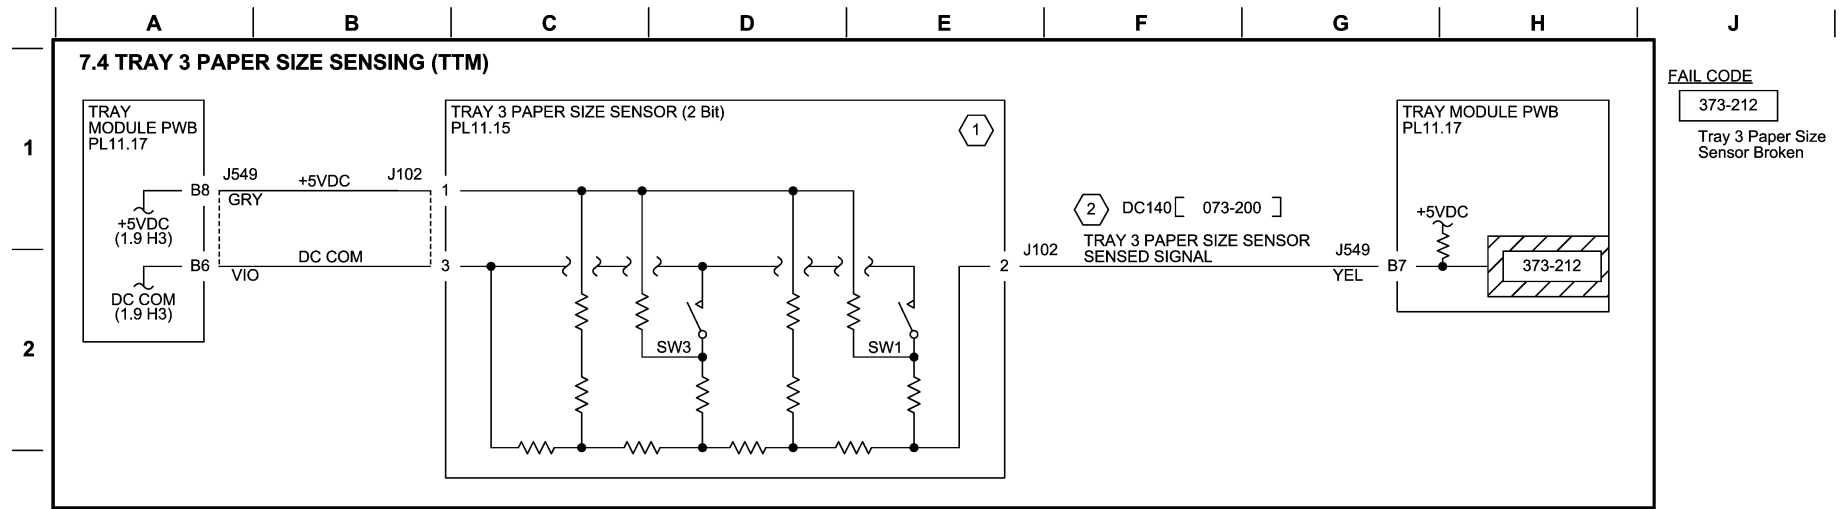 A B C D E F G H J
7.4 TRAY 3 PAPER SIZE SENSING (TTM)
FAIL CODE
373-212
Tray 3 Paper Size
Sensor Broken
1
2
TRAY
MODULE PWB
PL11.17
B8
+5VDC
(1.9 H3)
B6
DC COM
(1.9 H3)
J549
GRY
+5VDC
J102
VIO
DC COM
TRAY 3 PAPER SIZE SENSOR (2 Bit)
PL11.15
1
1
3
SW3
SW1
2
J102
2
DC140 [ 073-200 ]
TRAY 3 PAPER SIZE SENSOR
SENSED SIGNAL
J549
YEL
TRAY MODULE PWB
PL11.17
+5VDC
B7
373-212